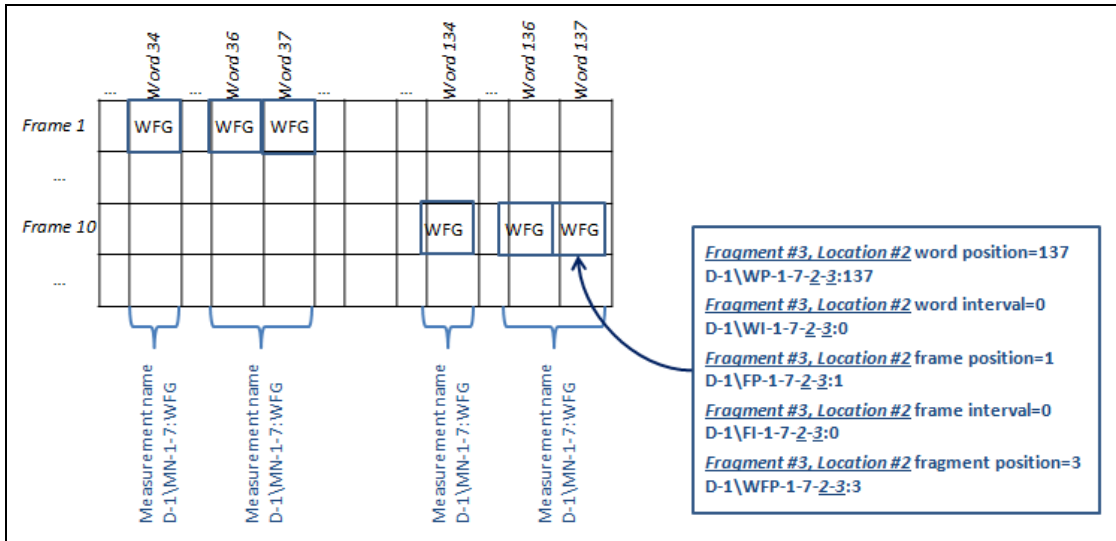 ... Word 34 ... Word 36 Word 37 ... ... Word 134 ... Word 136 Word 137
Frame 1 WFG WFG WFG
...
Frame 10 WFG WFG WFG
...
Measurement name
D-1\MN-1-7:WFG
Measurement name
D-1\MN-1-7:WFG
Measurement name
D-1\MN-1-7:WFG
Measurement name
D-1\MN-1-7:WFG
Fragment #3, Location #2 word position=137
D-1\WP-1-7-2-3:137
Fragment #3, Location #2 word interval=0
D-1\WI-1-7-2-3:0
Fragment #3, Location #2 frame position=1
D-1\FP-1-7-2-3:1
Fragment #3, Location #2 frame interval=0
D-1\FI-1-7-2-3:0
Fragment #3, Location #2 fragment position=3
D-1\WFP-1-7-2-3:3